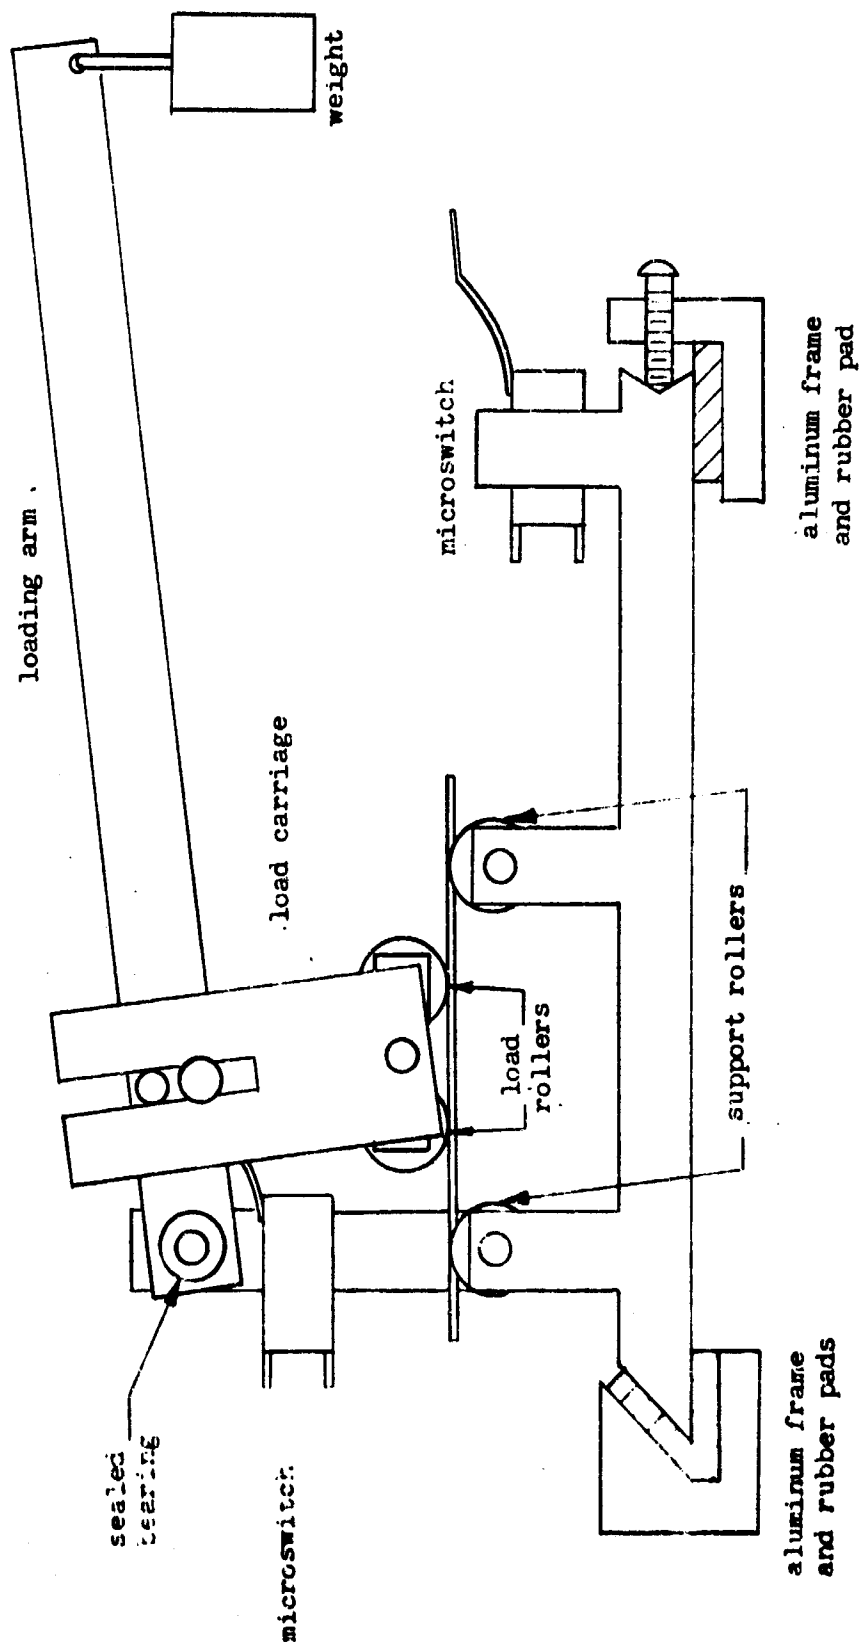 weight
loading arm
load carriage
microswitch
load
rollers
support rollers
sealed
bearing
microswitch
aluminum frame
and rubber pad
aluminum frame
and rubber pads